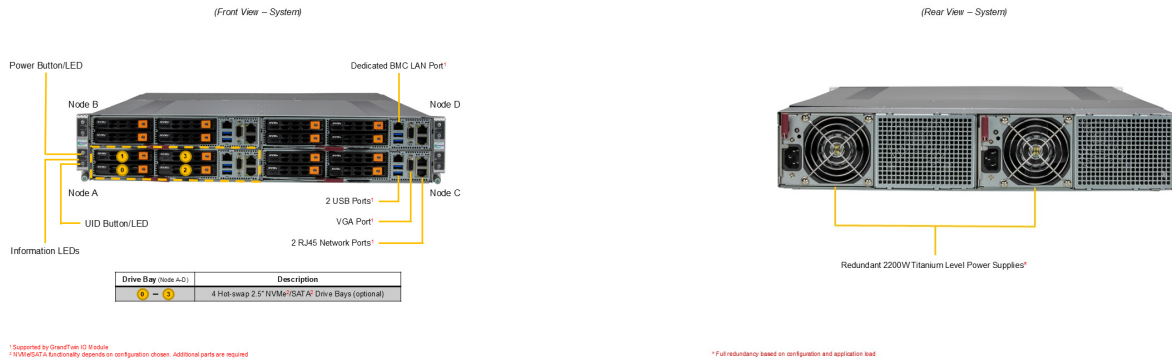 (Front View – System)
(Rear View – System)
Power Button/LED
Dedicated BMC LAN Port¹
Node B
Node D
1
3
0
2
Node A
Node C
2 USB Ports¹
UID Button/LED
VGA Port¹
2 RJ45 Network Ports¹
Information LEDs
Redundant 2200W Titanium Level Power Supplies*
Drive Bay (Node A-D) Description
0 – 3 4 Hot-swap 2.5" NVMe²/SATA² Drive Bays (optional)
¹ Supported by GrandTwin IO Module
² NVMe/SATA functionality depends on configuration chosen. Additional parts are required
* Full redundancy based on configuration and application load